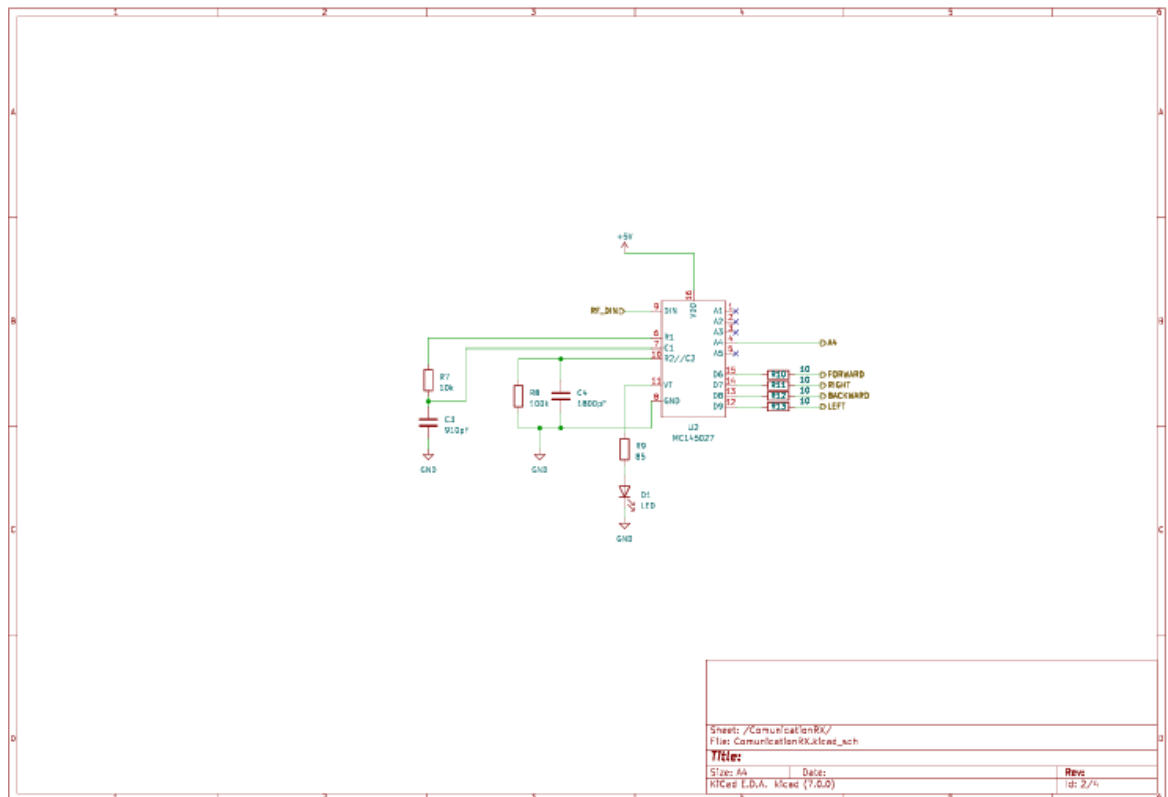 1 2 3 4 5 6
A A
B B
C C
D D
+5V
16
VDD
RF_DIN 9 DIN A1 1
A2 2
A3 3
6 R1 A4 4 A4
7 C1 A5 5
10 R2//C2
11 VT D6 15 R10 10 FORWARD
D7 14 R11 10 RIGHT
8 GND D8 13 R12 10 BACKWARD
D9 12 R13 10 LEFT
U2
MC145027
R7
10k
C3
910pF
GND
R8
100k
C4
1800pF
GND
R9
85
D1
LED
GND
Sheet: /ComunicationRX/
File: ComunicationRX.kicad_sch
Title:
Size: A4 Date: Rev:
KiCad E.D.A. kicad (7.0.0) Id: 2/4